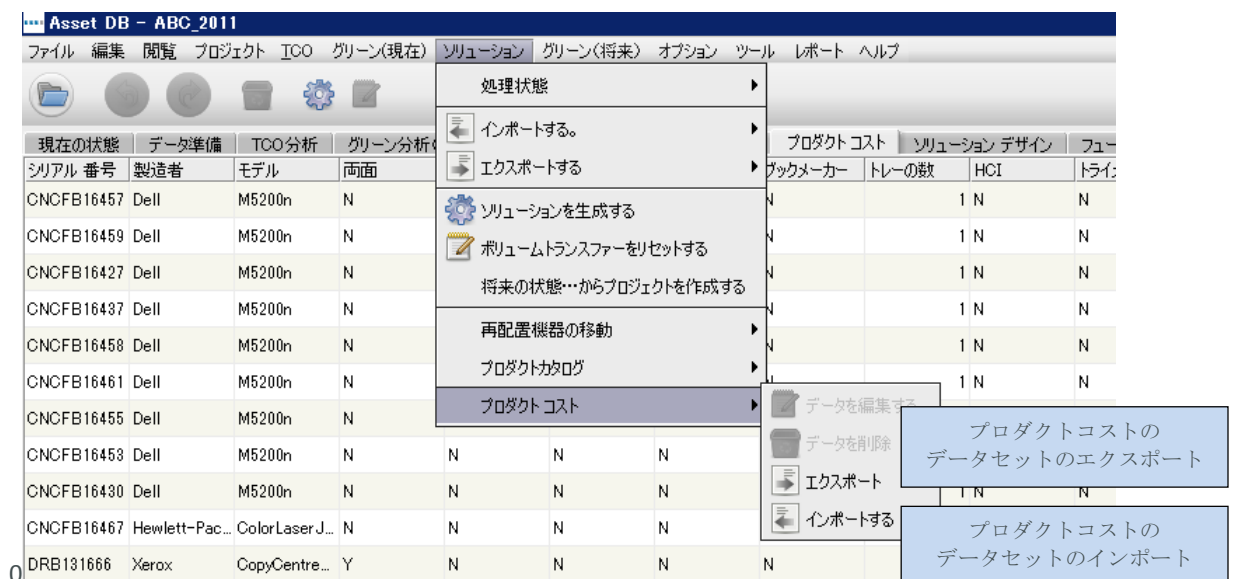 Asset DB - ABC_2011
ファイル 編集 閲覧 プロジェクト TCO グリーン(現在) ソリューション グリーン(将来) オプション ツール レポート ヘルプ
処理状態
インポートする。
エクスポートする
ソリューションを生成する
ボリュームトランスファーをリセットする
将来の状態…からプロジェクトを作成する
再配置機器の移動
プロダクトカタログ
プロダクト コスト
データを編集する
データを削除
エクスポート
インポートする
プロダクトコストの
データセットのエクスポート
プロダクトコストの
データセットのインポート
現在の状態 データ準備 TCO分析 グリーン分析 プロダクト コスト ソリューション デザイン フュー
シリアル 番号 製造者 モデル 両面 ブックメーカー トレーの数 HCI トライ
CNCFB16457 Dell M5200n N N 1 N N
CNCFB16459 Dell M5200n N N 1 N N
CNCFB16427 Dell M5200n N N 1 N N
CNCFB16437 Dell M5200n N N 1 N N
CNCFB16458 Dell M5200n N N 1 N N
CNCFB16461 Dell M5200n N 1 N N
CNCFB16455 Dell M5200n N
CNCFB16453 Dell M5200n N N N N
CNCFB16430 Dell M5200n N N N N 1 N N
CNCFB16467 Hewlett-Pac... ColorLaserJ... N N N N
0 DRB131666 Xerox CopyCentre... Y N N N N